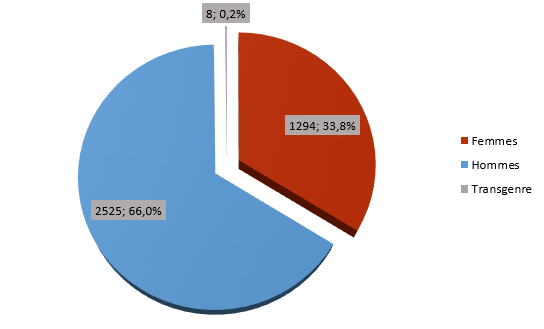 8; 0,2%
1294; 33,8%
2525; 66,0%
Femmes
Hommes
Transgenre